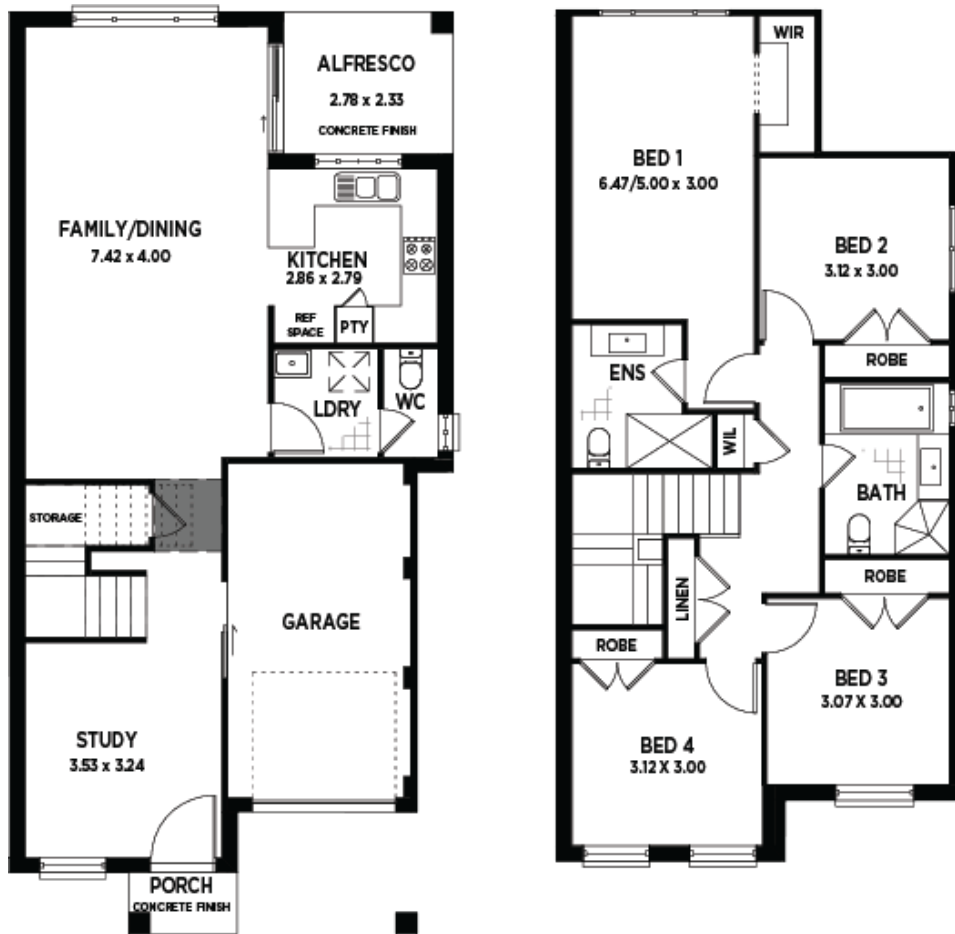 ALFRESCO
2.78 x 2.33
CONCRETE FINISH
FAMILY/DINING
7.42 x 4.00
KITCHEN
2.86 x 2.79
REF
SPACE
PTY
LDRY
WC
STORAGE
GARAGE
STUDY
3.53 x 3.24
PORCH
CONCRETE FINISH
WIR
BED 1
6.47/5.00 x 3.00
BED 2
3.12 x 3.00
ROBE
ENS
WIL
BATH
ROBE
LINEN
ROBE
BED 3
3.07 X 3.00
BED 4
3.12 X 3.00